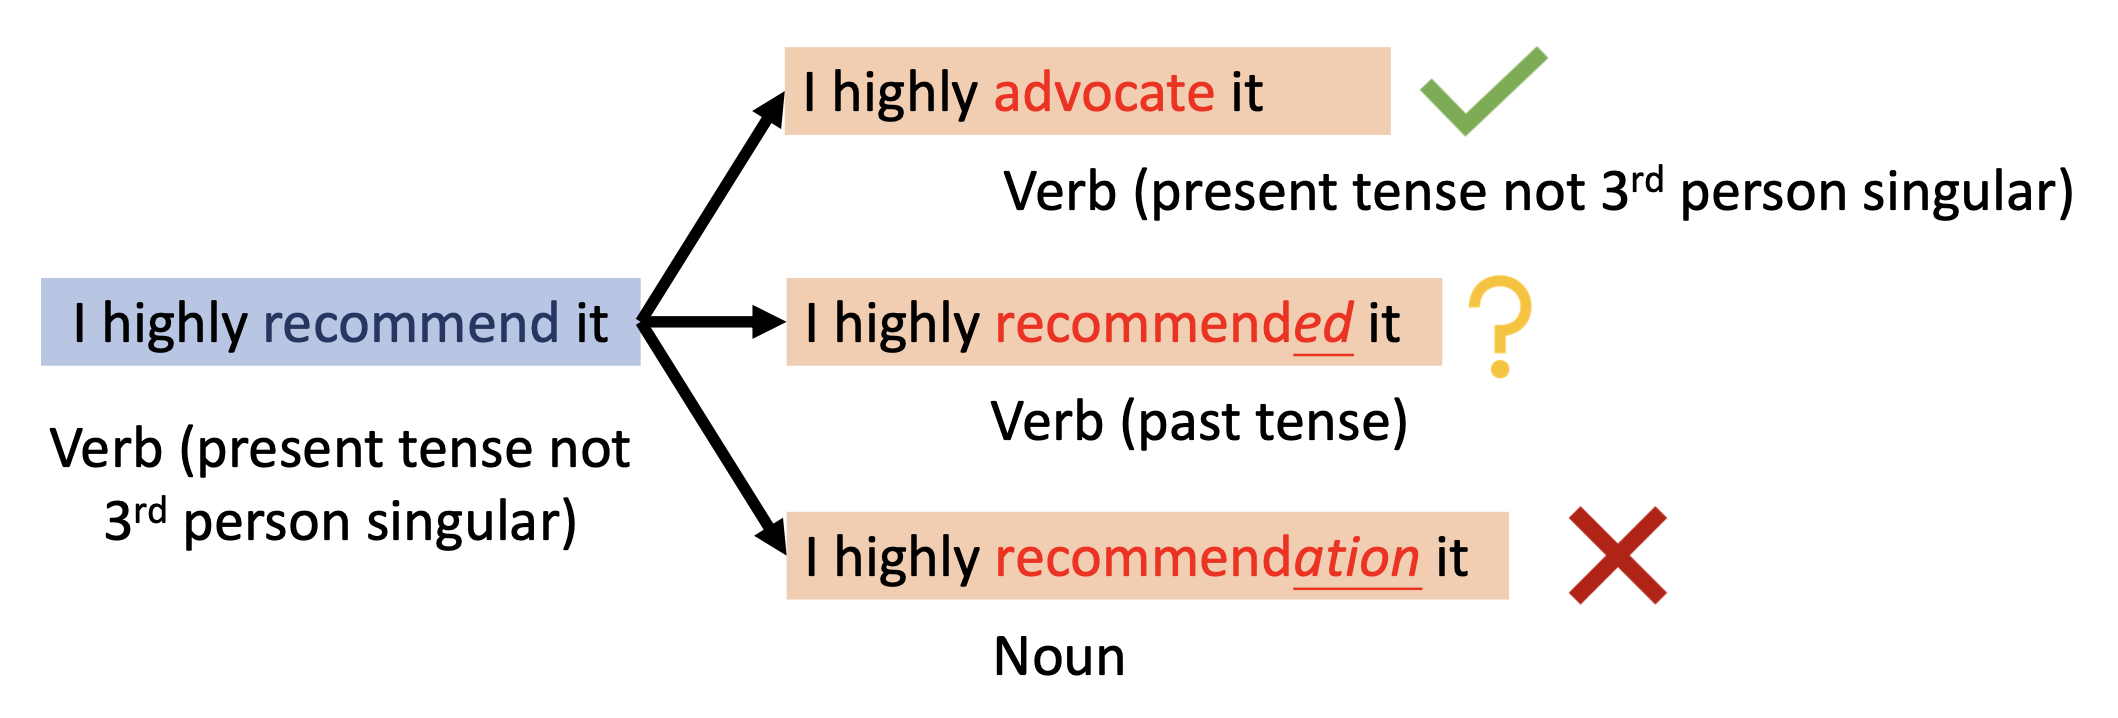 I highly advocate it
Verb (present tense not 3rd person singular)
I highly recommend it
Verb (present tense not
3rd person singular)
I highly recommended it
?
Verb (past tense)
I highly recommendation it
Noun